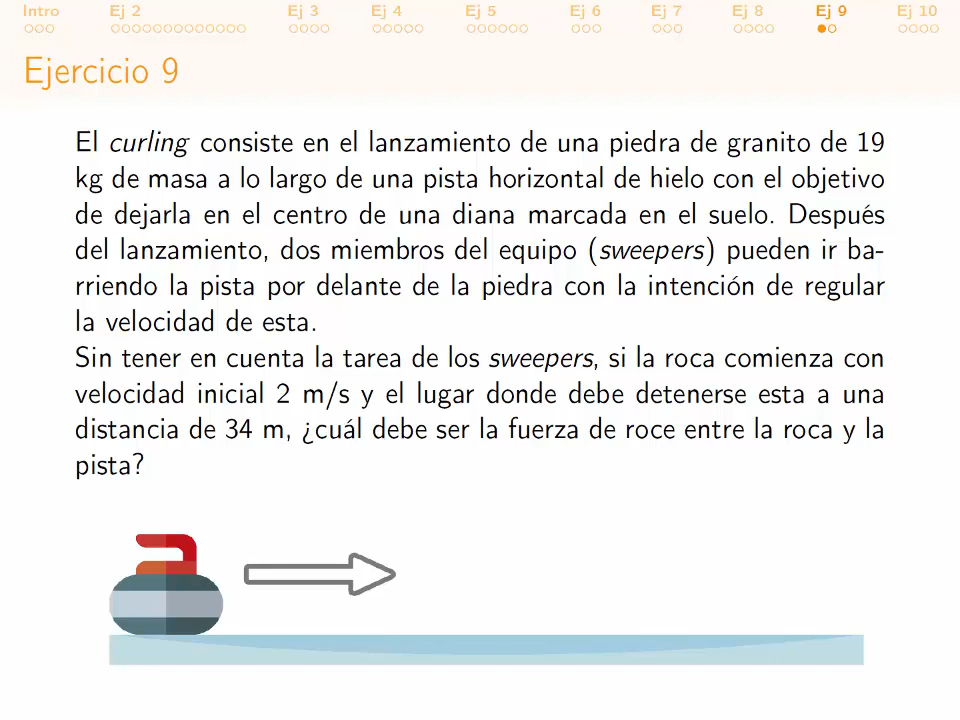 Intro Ej 2 Ej 3 Ej 4 Ej 5 Ej 6 Ej 7 Ej 8 Ej 9 Ej 10
Ejercicio 9
El curling consiste en el lanzamiento de una piedra de granito de 19
kg de masa a lo largo de una pista horizontal de hielo con el objetivo
de dejarla en el centro de una diana marcada en el suelo. Después
del lanzamiento, dos miembros del equipo (sweepers) pueden ir ba-
rriendo la pista por delante de la piedra con la intención de regular
la velocidad de esta.
Sin tener en cuenta la tarea de los sweepers, si la roca comienza con
velocidad inicial 2 m/s y el lugar donde debe detenerse esta a una
distancia de 34 m, ¿cuál debe ser la fuerza de roce entre la roca y la
pista?